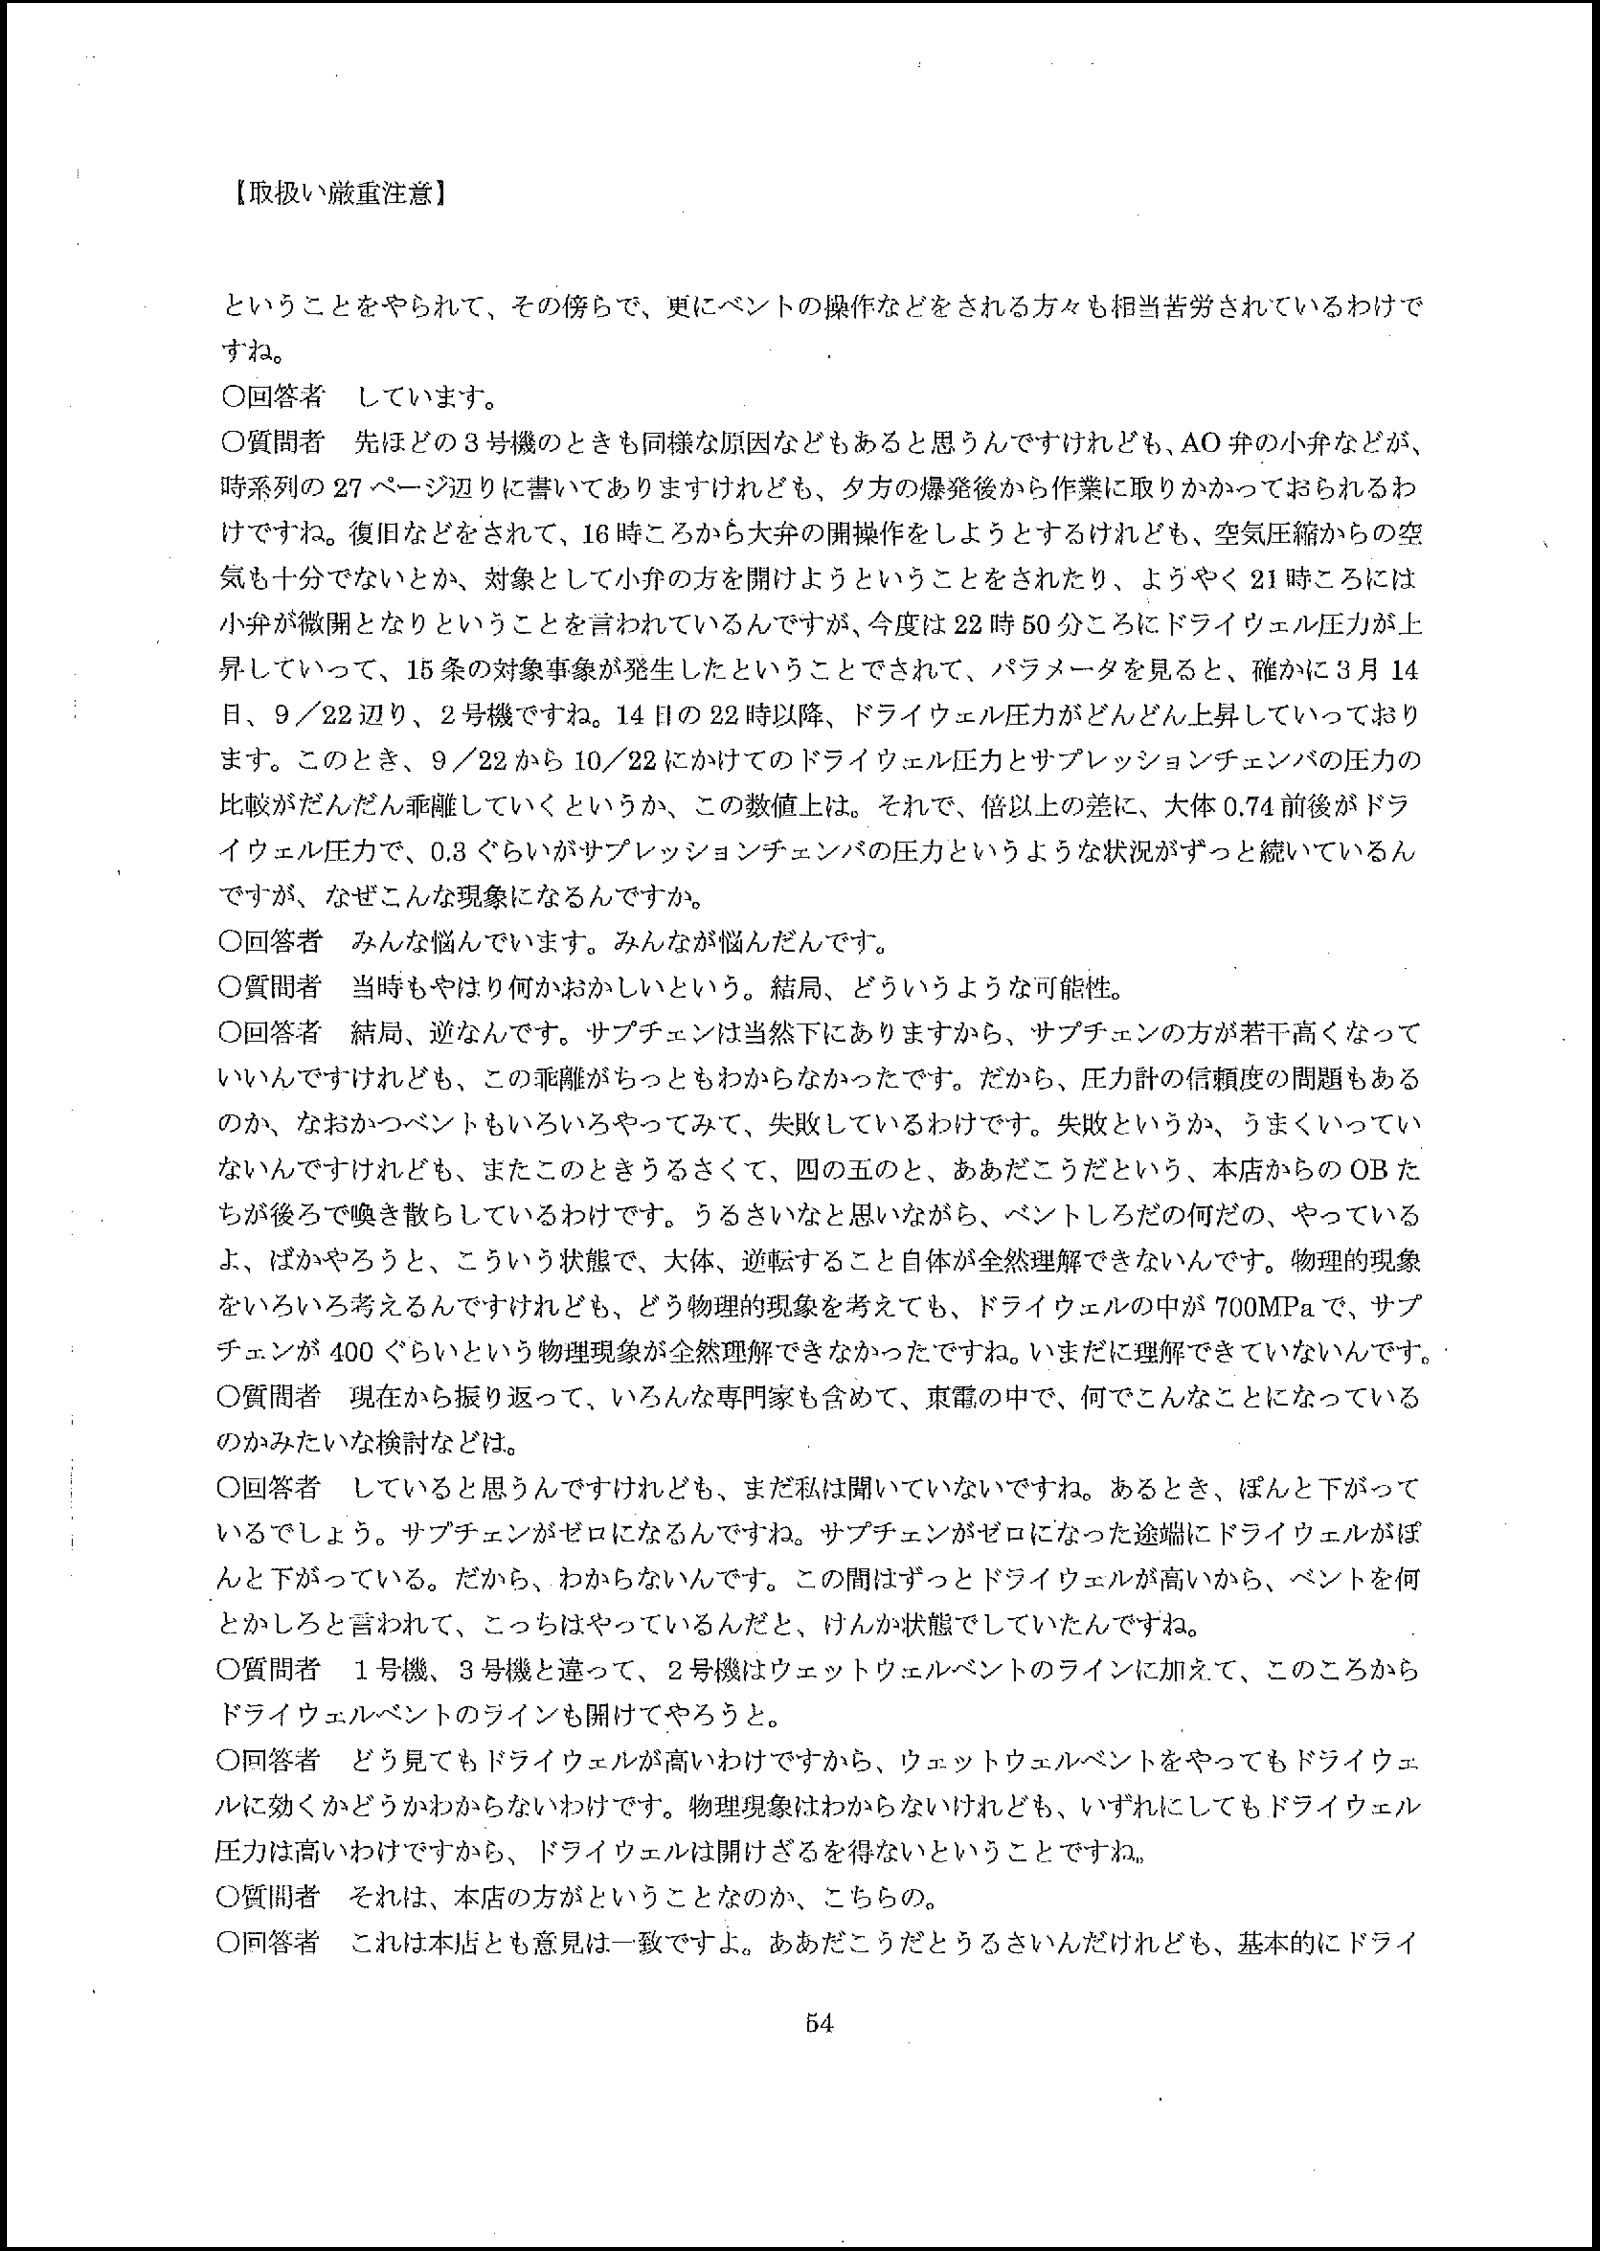 【取扱い厳重注意】
ということをやられて、その傍らで、更にベントの操作などをされる方々も相当苦労されているわけで
すね。
○回答者　しています。
○質問者　先ほどの３号機のときも同様な原因などもあると思うんですけれども、AO 弁の小弁などが、
時系列の 27 ページ辺りに書いてありますけれども、夕方の爆発後から作業に取りかかっておられるわ
けですね。復旧などをされて、16 時ころから大弁の開操作をしようとするけれども、空気圧縮からの空
気も十分でないとか、対象として小弁の方を開けようということをされたり、ようやく 21 時ころには
小弁が微開となりということを言われているんですが、今度は 22 時 50 分ころにドライウェル圧力が上
昇していって、15 条の対象事象が発生したということでされて、パラメータを見ると、確かに３月 14
日、９／22 辺り、２号機ですね。14 日の 22 時以降、ドライウェル圧力がどんどん上昇していっており
ます。このとき、９／22 から 10／22 にかけてのドライウェル圧力とサプレッションチェンバの圧力の
比較がだんだん乖離していくというか、この数値上は。それで、倍以上の差に、大体 0.74 前後がドラ
イウェル圧力で、0.3 ぐらいがサプレッションチェンバの圧力というような状況がずっと続いているん
ですが、なぜこんな現象になるんですか。
○回答者　みんな悩んでいます。みんなが悩んだんです。
○質問者　当時もやはり何かおかしいという。結局、どういうような可能性。
○回答者　結局、逆なんです。サプチェンは当然下にありますから、サプチェンの方が若干高くなって
いいんですけれども、この乖離がちっともわからなかったです。だから、圧力計の信頼度の問題もある
のか、なおかつベントもいろいろやってみて、失敗しているわけです。失敗というか、うまくいってい
ないんですけれども、またこのときうるさくて、四の五のと、ああだこうだという、本店からの OB た
ちが後ろで喚き散らしているわけです。うるさいなと思いながら、ベントしろだの何だの、やっている
よ、ばかやろうと、こういう状態で、大体、逆転すること自体が全然理解できないんです。物理的現象
をいろいろ考えるんですけれども、どう物理的現象を考えても、ドライウェルの中が 700MPa で、サプ
チェンが 400 ぐらいという物理現象が全然理解できなかったですね。いまだに理解できていないんです。
○質問者　現在から振り返って、いろんな専門家も含めて、東電の中で、何でこんなことになっている
のかみたいな検討などは。
○回答者　していると思うんですけれども、まだ私は聞いていないですね。あるとき、ぽんと下がって
いるでしょう。サプチェンがゼロになるんですね。サプチェンがゼロになった途端にドライウェルがぽ
んと下がっている。だから、わからないんです。この間はずっとドライウェルが高いから、ベントを何
とかしろと言われて、こっちはやっているんだと、けんか状態でしていたんですね。
○質問者　１号機、３号機と違って、２号機はウェットウェルベントのラインに加えて、このころから
ドライウェルベントのラインも開けてやろうと。
○回答者　どう見てもドライウェルが高いわけですから、ウェットウェルベントをやってもドライウェ
ルに効くかどうかわからないわけです。物理現象はわからないけれども、いずれにしてもドライウェル
圧力は高いわけですから、ドライウェルは開けざるを得ないということですね。
○質問者　それは、本店の方がということなのか、こちらの。
○回答者　これは本店とも意見は一致ですよ。ああだこうだとうるさいんだけれども、基本的にドライ
54